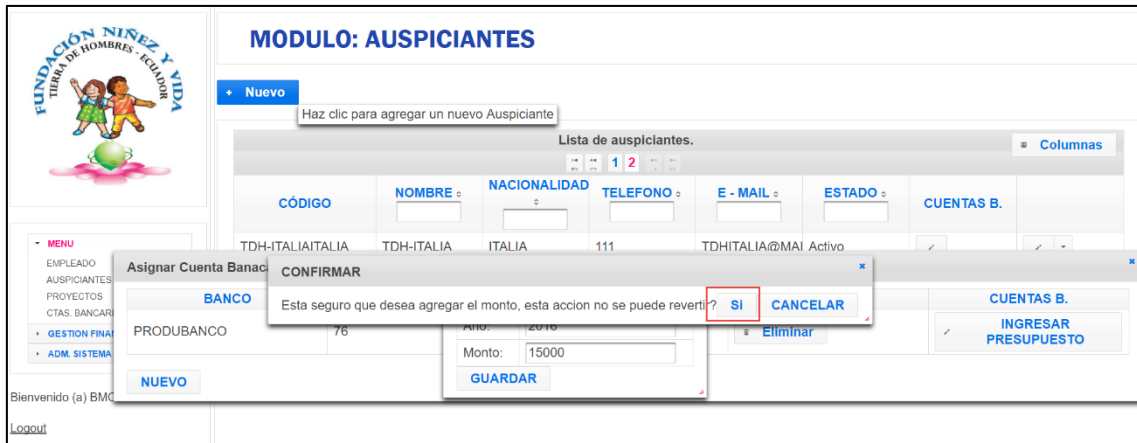 FUNDACIÓN NIÑEZ Y VIDA
TIERRA DE HOMBRES - ECUADOR
MODULO: AUSPICIANTES
+ Nuevo
Haz clic para agregar un nuevo Auspiciante
Lista de auspiciantes.
Columnas
1 2
CÓDIGO NOMBRE NACIONALIDAD TELEFONO E - MAIL ESTADO CUENTAS B.
TDH-ITALIAITALIA TDH-ITALIA ITALIA 111 TDHITALIA@MAI Activo
MENU
EMPLEADO
AUSPICIANTES
PROYECTOS
CTAS. BANCARI
GESTION FINA
ADM. SISTEMA
Bienvenido (a) BMC
Logout
Asignar Cuenta Banaca
BANCO CUENTAS B.
PRODUBANCO 76 Eliminar INGRESAR PRESUPUESTO
NUEVO
CONFIRMAR
Esta seguro que desea agregar el monto, esta accion no se puede revertir? SI CANCELAR
Año: 2016
Monto: 15000
GUARDAR